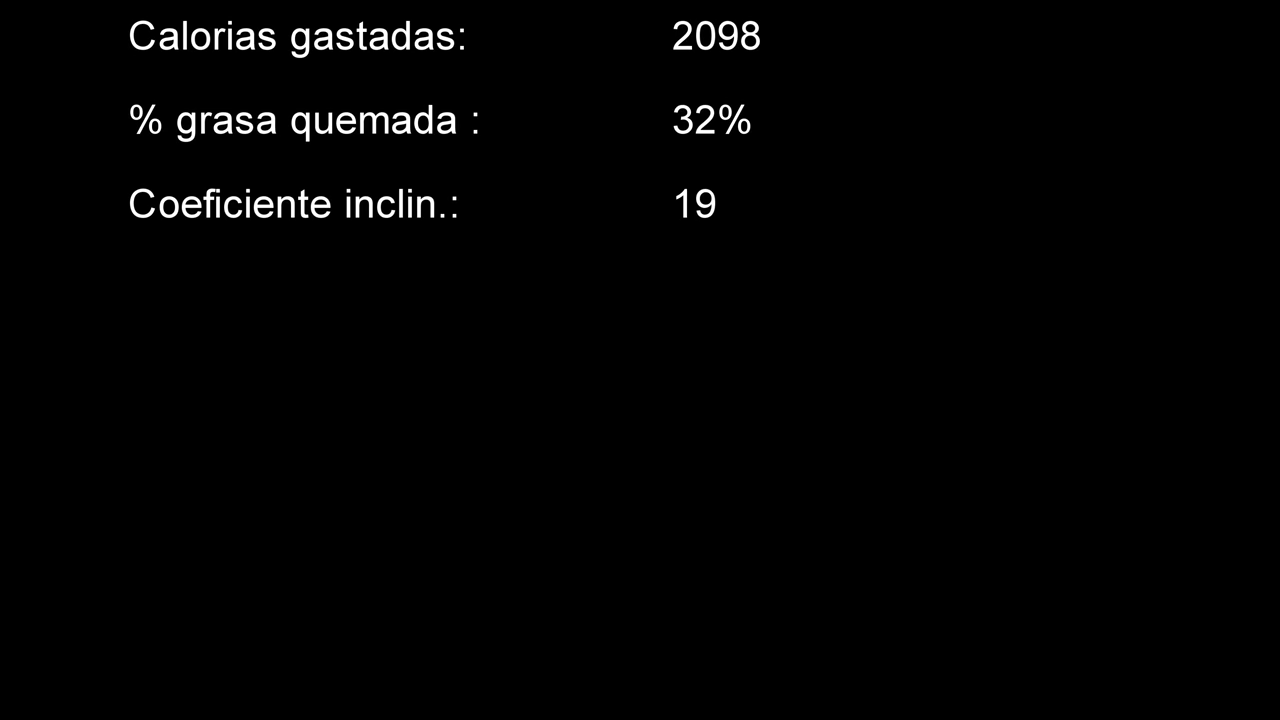 Calorias gastadas: 2098
% grasa quemada : 32%
Coeficiente inclin.: 19